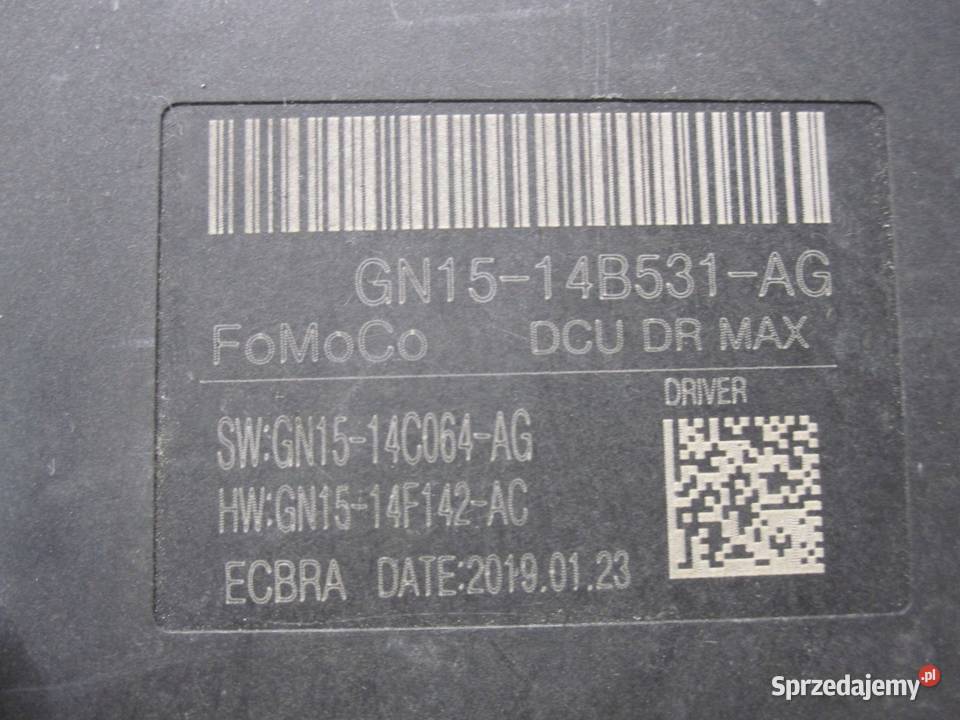 GN15-14B531-AG
FoMoCo DCU DR MAX
DRIVER
SW:GN15-14C064-AG
HW:GN15-14F142-AC
ECBRA DATE:2019.01.23
Sprzedajemy.pl